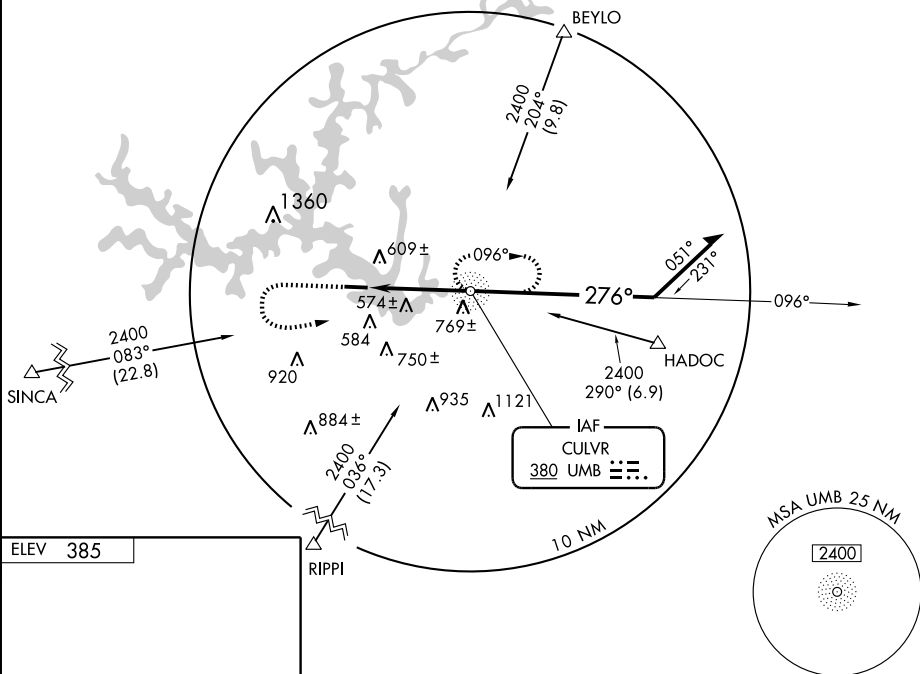 BEYLO
2400
204°
(9.8)
1360
609±
096°
051°
231°
276°
096°
574±
769±
584
750±
920
2400
083°
(22.8)
SINCA
HADOC
2400
290° (6.9)
935
1121
884±
2400
036°
(17.3)
IAF
CULVR
380 UMB
10 NM
MSA UMB 25 NM
2400
ELEV 385
RIPPI